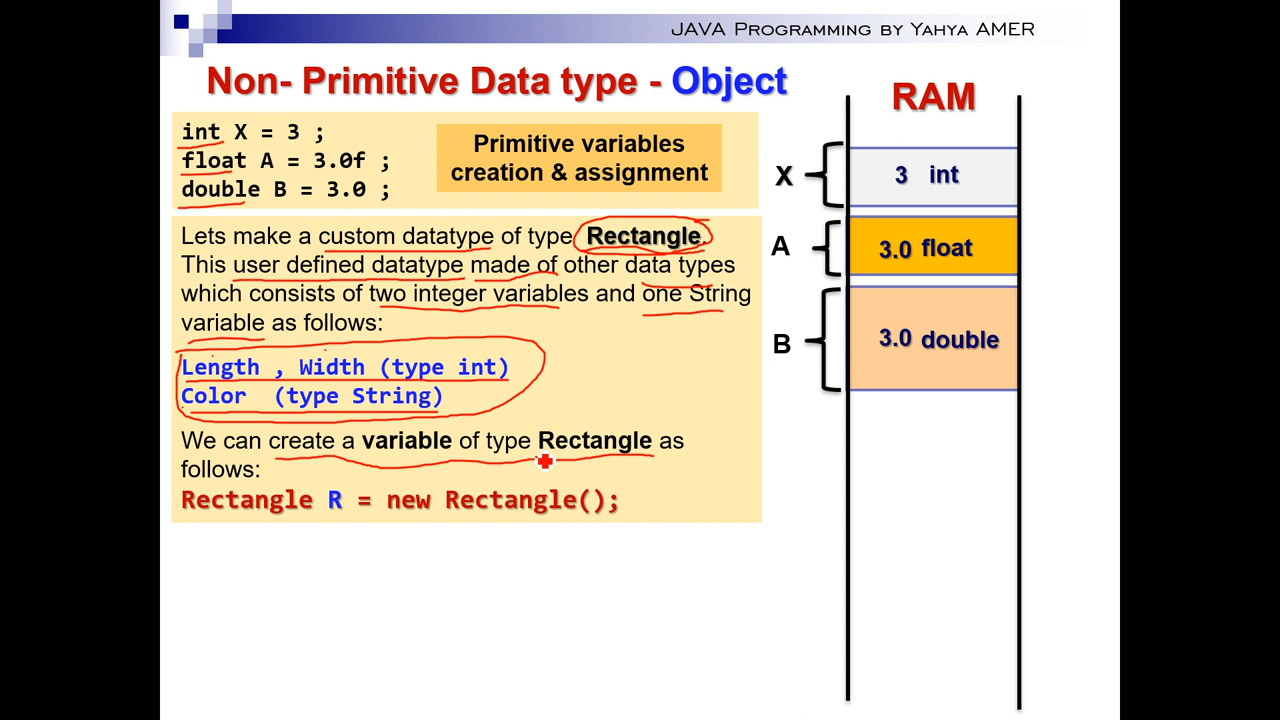 JAVA Programming by Yahya AMER
Non- Primitive Data type - Object
int X = 3 ;
float A = 3.0f ;
double B = 3.0 ;
Primitive variables
creation & assignment
Lets make a custom datatype of type Rectangle.
This user defined datatype made of other data types
which consists of two integer variables and one String
variable as follows:
Length , Width (type int)
Color (type String)
We can create a variable of type Rectangle as
follows:
Rectangle R = new Rectangle();
RAM
X
3 int
A
3.0 float
B
3.0 double